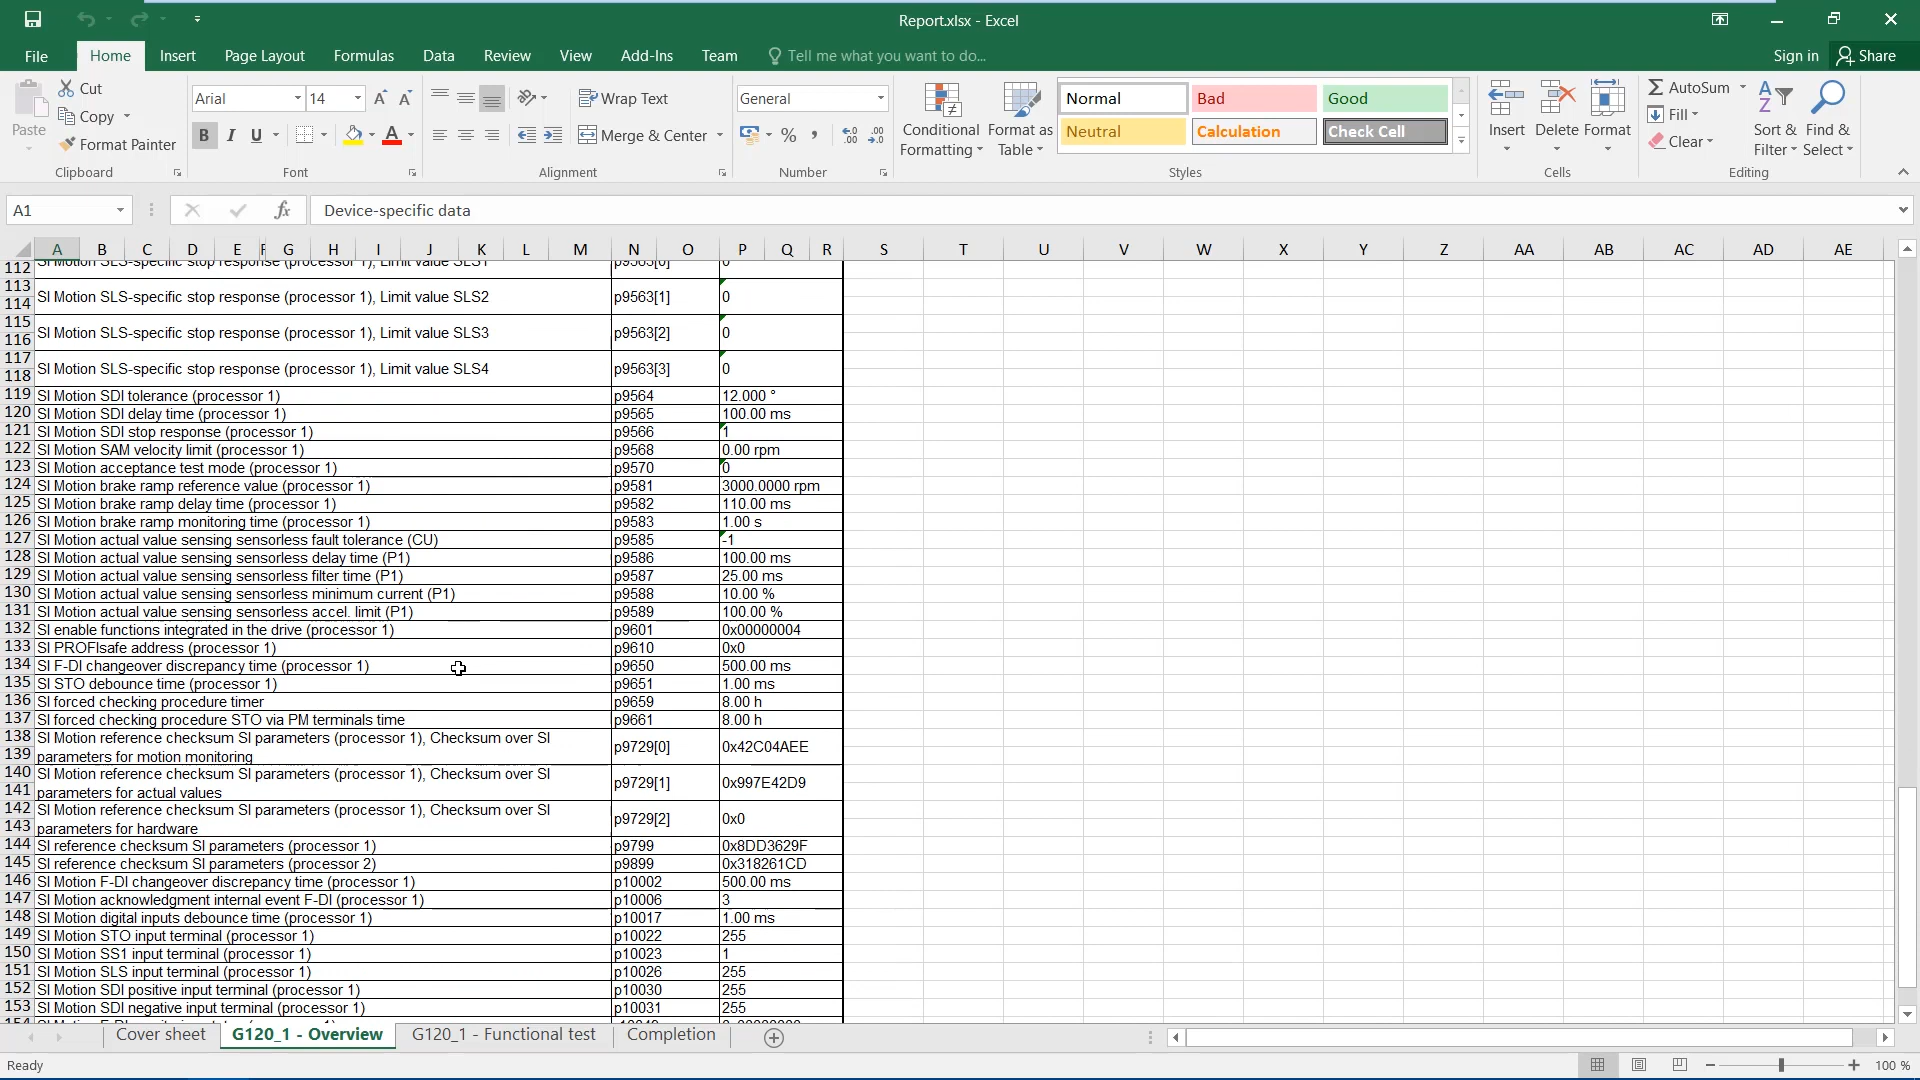 Report.xlsx - Excel
File Home Insert Page Layout Formulas Data Review View Add-Ins Team Tell me what you want to do... Sign in Share
Paste
Cut
Copy
Format Painter
Clipboard
Arial 14
B I U
Font
Wrap Text
Merge & Center
Alignment
General
Number
Conditional Formatting
Format as Table
Normal Bad Good
Neutral Calculation Check Cell
Styles
Insert Delete Format
Cells
AutoSum
Fill
Clear
Sort & Filter
Find & Select
Editing
A1 fx Device-specific data
A B C D E F G H I J K L M N O P Q R S T U V W X Y Z AA AB AC AD AE
112 SI Motion SLS-specific stop response (processor 1), Limit value SLS1 p9563[0] 0
113
114 SI Motion SLS-specific stop response (processor 1), Limit value SLS2 p9563[1] 0
115
116 SI Motion SLS-specific stop response (processor 1), Limit value SLS3 p9563[2] 0
117
118 SI Motion SLS-specific stop response (processor 1), Limit value SLS4 p9563[3] 0
119 SI Motion SDI tolerance (processor 1) p9564 12.000 °
120 SI Motion SDI delay time (processor 1) p9565 100.00 ms
121 SI Motion SDI stop response (processor 1) p9566 1
122 SI Motion SAM velocity limit (processor 1) p9568 0.00 rpm
123 SI Motion acceptance test mode (processor 1) p9570 0
124 SI Motion brake ramp reference value (processor 1) p9581 3000.0000 rpm
125 SI Motion brake ramp delay time (processor 1) p9582 110.00 ms
126 SI Motion brake ramp monitoring time (processor 1) p9583 1.00 s
127 SI Motion actual value sensing sensorless fault tolerance (CU) p9585 -1
128 SI Motion actual value sensing sensorless delay time (P1) p9586 100.00 ms
129 SI Motion actual value sensing sensorless filter time (P1) p9587 25.00 ms
130 SI Motion actual value sensing sensorless minimum current (P1) p9588 10.00 %
131 SI Motion actual value sensing sensorless accel. limit (P1) p9589 100.00 %
132 SI enable functions integrated in the drive (processor 1) p9601 0x00000004
133 SI PROFIsafe address (processor 1) p9610 0x0
134 SI F-DI changeover discrepancy time (processor 1) p9650 500.00 ms
135 SI STO debounce time (processor 1) p9651 1.00 ms
136 SI forced checking procedure timer p9659 8.00 h
137 SI forced checking procedure STO via PM terminals time p9661 8.00 h
138 SI Motion reference checksum SI parameters (processor 1), Checksum over SI
139 parameters for motion monitoring p9729[0] 0x42C04AEE
140 SI Motion reference checksum SI parameters (processor 1), Checksum over SI
141 parameters for actual values p9729[1] 0x997E42D9
142 SI Motion reference checksum SI parameters (processor 1), Checksum over SI
143 parameters for hardware p9729[2] 0x0
144 SI reference checksum SI parameters (processor 1) p9799 0x8DD3629F
145 SI reference checksum SI parameters (processor 2) p9899 0x318261CD
146 SI Motion F-DI changeover discrepancy time (processor 1) p10002 500.00 ms
147 SI Motion acknowledgment internal event F-DI (processor 1) p10006 3
148 SI Motion digital inputs debounce time (processor 1) p10017 1.00 ms
149 SI Motion STO input terminal (processor 1) p10022 255
150 SI Motion SS1 input terminal (processor 1) p10023 1
151 SI Motion SLS input terminal (processor 1) p10026 255
152 SI Motion SDI positive input terminal (processor 1) p10030 255
153 SI Motion SDI negative input terminal (processor 1) p10031 255
154
Cover sheet G120_1 - Overview G120_1 - Functional test Completion
Ready 100 %